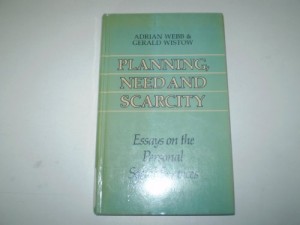 ADRIAN WEBB &
GERALD WISTOW
PLANNING,
NEED AND
SCARCITY
Essays on the
Personal